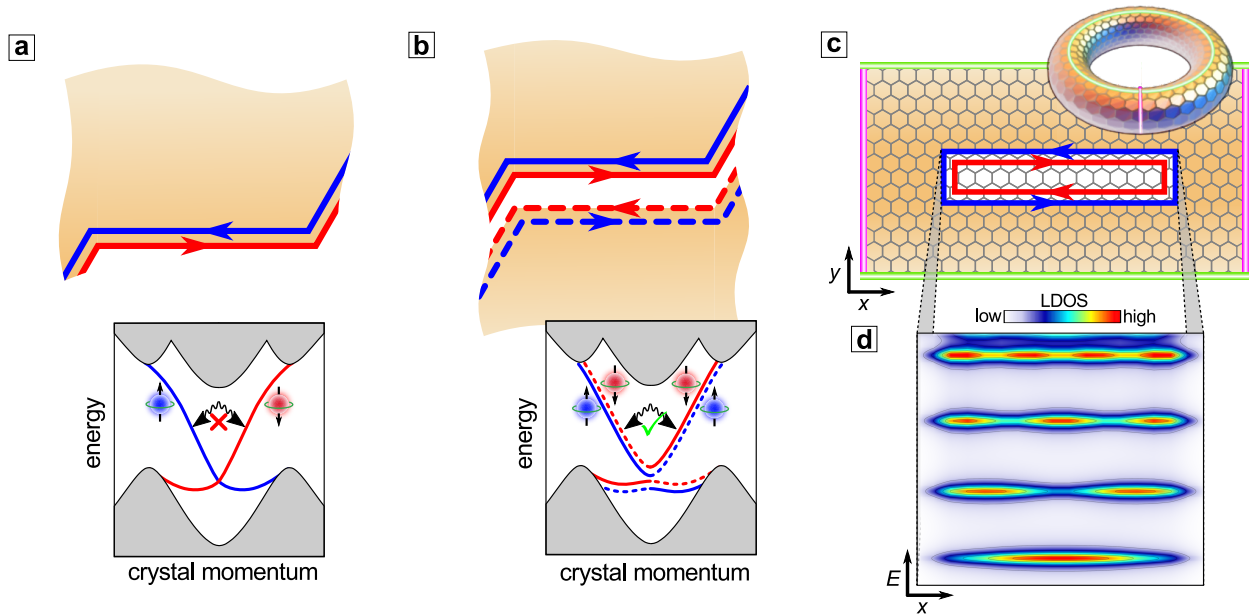 a
b
c
y
x
LDOS
low
high
d
energy
crystal momentum
energy
crystal momentum
E
x